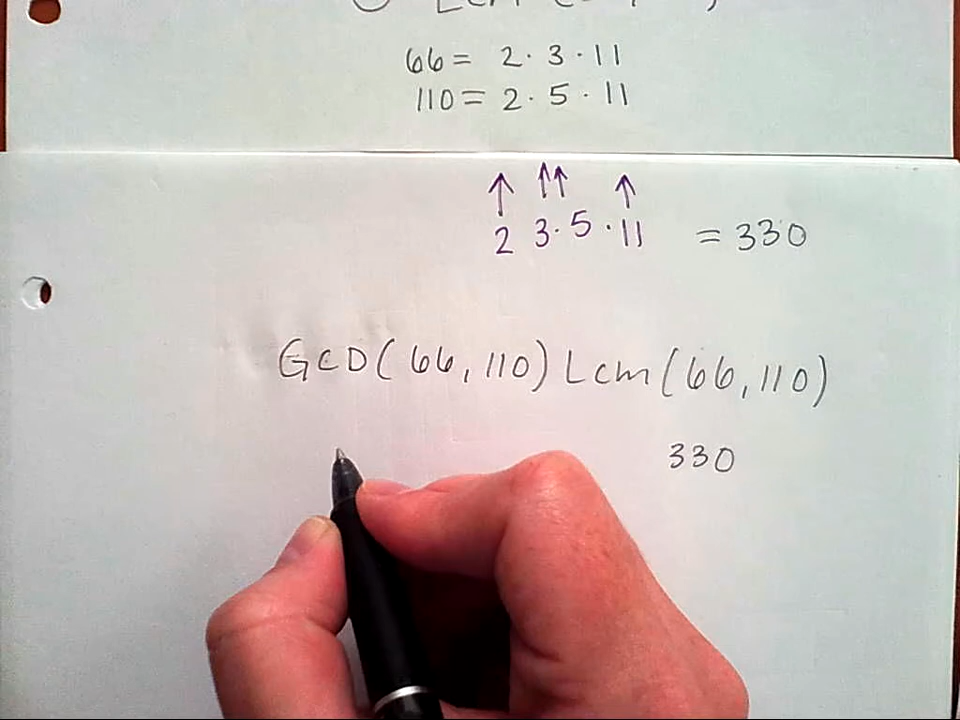 66 = 2 · 3 · 11
110 = 2 · 5 · 11
↑ ↑↑ ↑
2 3 · 5 · 11 = 330
GCD(66,110) Lcm(66,110)
330